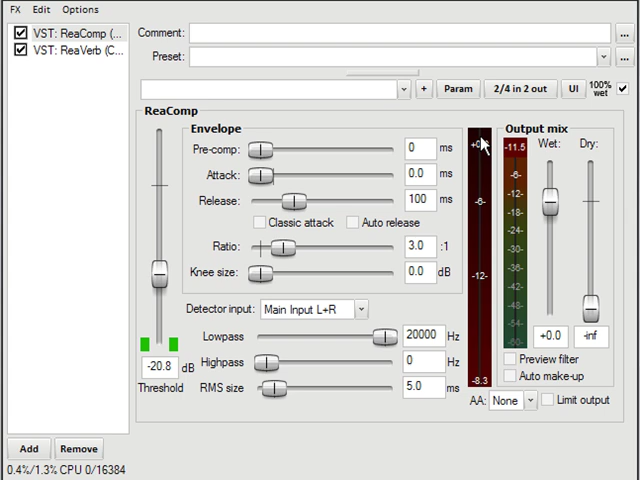 FX Edit Options
VST: ReaComp (...
VST: ReaVerb (C...
Comment: ...
Preset: ...
+ Param 2/4 in 2 out UI 100% wet
ReaComp
Envelope
Pre-comp: 0 ms
Attack: 0.0 ms
Release: 100 ms
Classic attack Auto release
Ratio: 3.0 :1
Knee size: 0.0 dB
Detector input: Main Input L+R
Lowpass 20000 Hz
Highpass 0 Hz
RMS size 5.0 ms
-20.8 dB
Threshold
-6-
-12-
-8.3
Output mix
Wet: Dry:
-11.5
-6-
-12-
-18-
-24-
-30-
-36-
-42-
-48-
-54-
-60-
+0.0 -inf
Preview filter
Auto make-up
AA: None Limit output
Add Remove
0.4%/1.3% CPU 0/16384